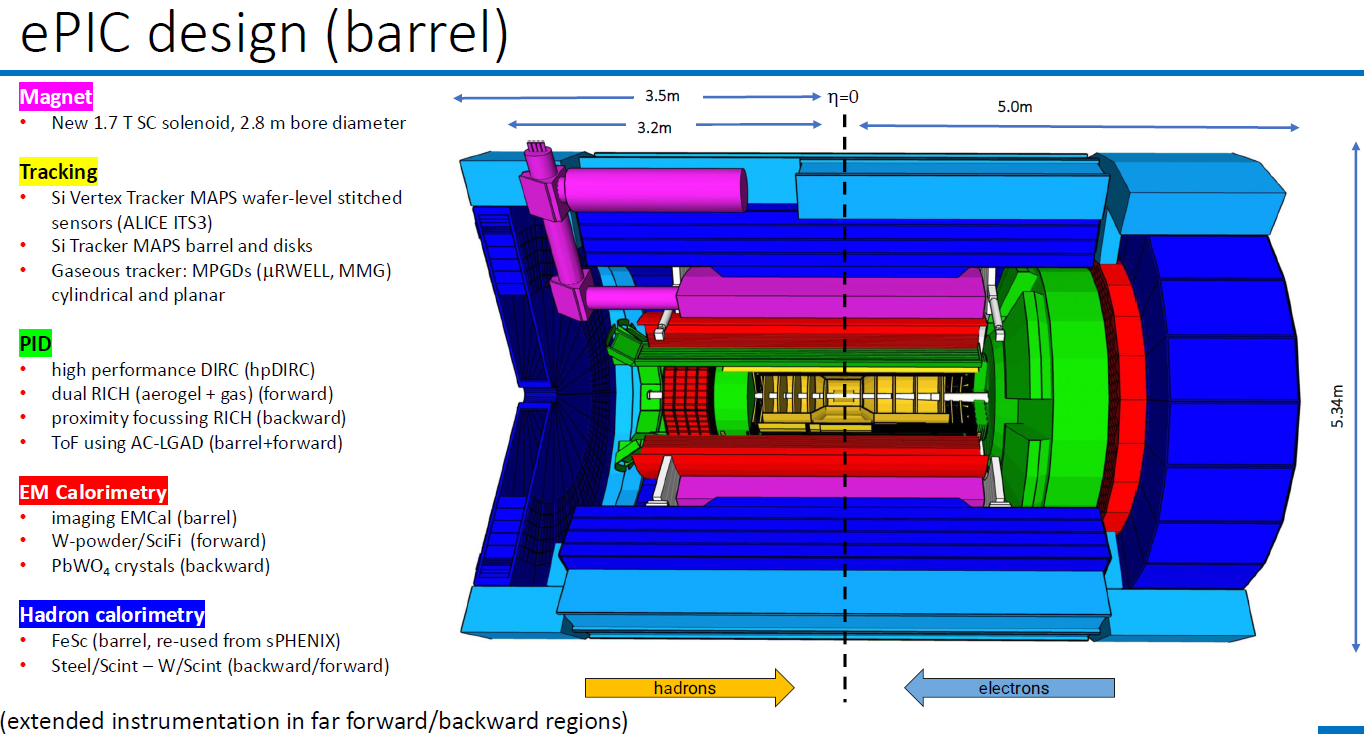 ePIC design (barrel)
Magnet
• New 1.7 T SC solenoid, 2.8 m bore diameter
Tracking
• Si Vertex Tracker MAPS wafer-level stitched
sensors (ALICE ITS3)
• Si Tracker MAPS barrel and disks
• Gaseous tracker: MPGDs (μRWELL, MMG)
cylindrical and planar
PID
• high performance DIRC (hpDIRC)
• dual RICH (aerogel + gas) (forward)
• proximity focussing RICH (backward)
• ToF using AC-LGAD (barrel+forward)
EM Calorimetry
• imaging EMCal (barrel)
• W-powder/SciFi (forward)
• PbWO₄ crystals (backward)
Hadron calorimetry
• FeSc (barrel, re-used from sPHENIX)
• Steel/Scint – W/Scint (backward/forward)
3.5m
η=0
5.0m
3.2m
5.34m
hadrons
electrons
(extended instrumentation in far forward/backward regions)